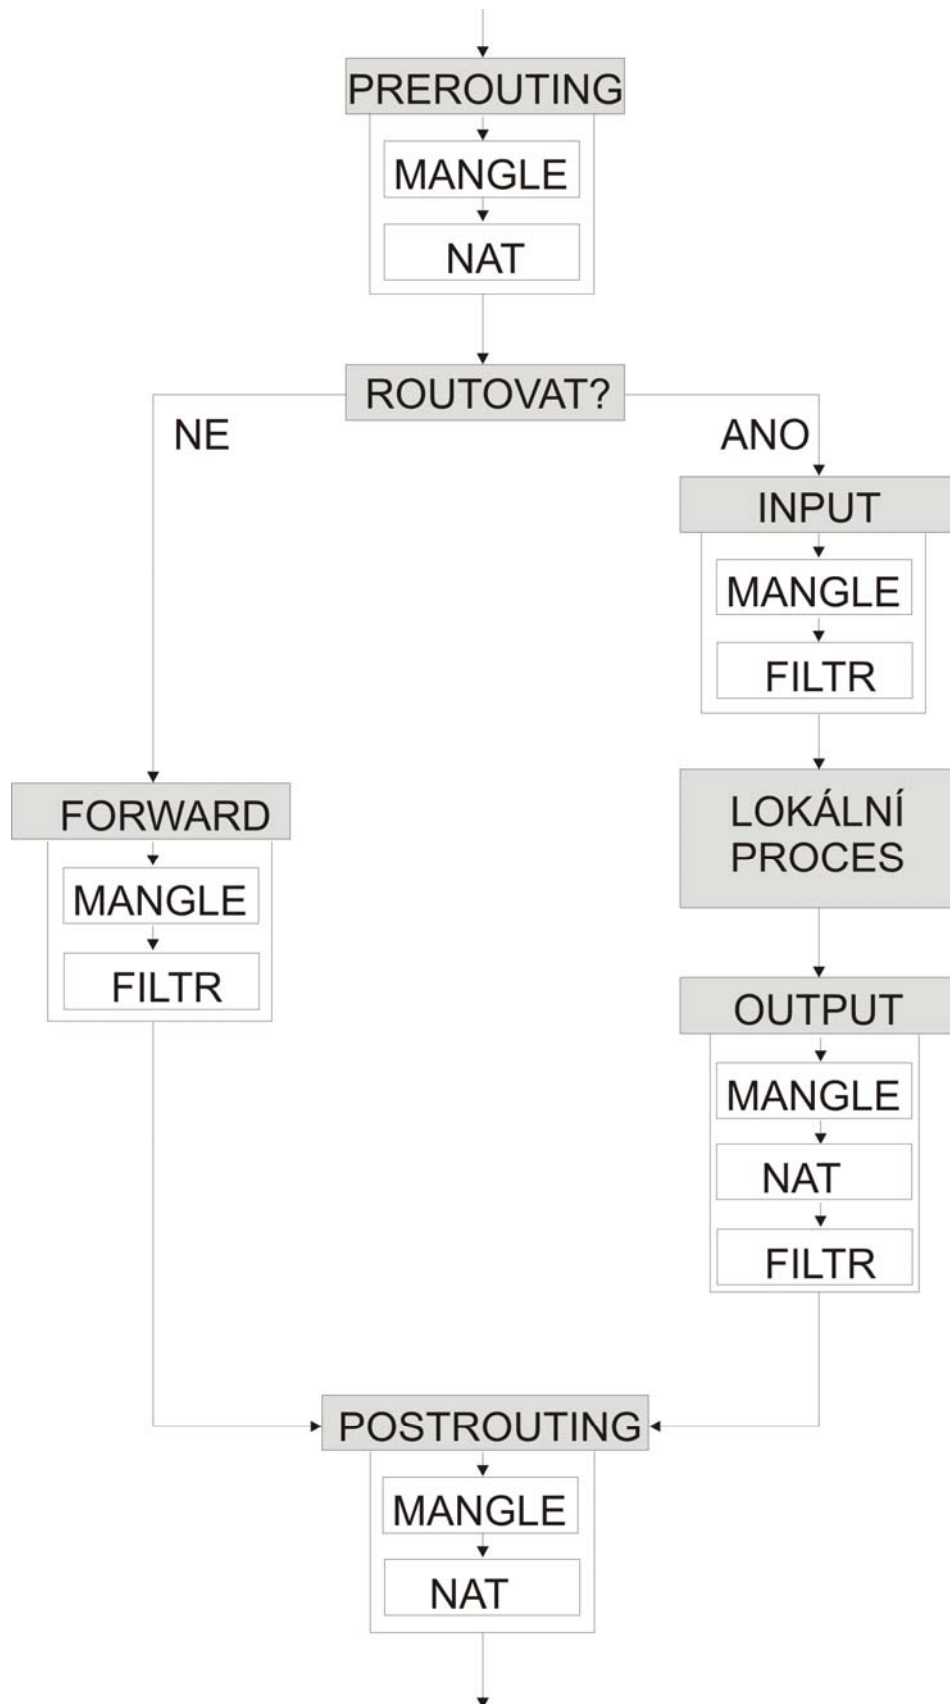 PREROUTING
MANGLE
NAT
ROUTOVAT?
NE
ANO
INPUT
MANGLE
FILTR
LOKÁLNÍ
PROCES
FORWARD
MANGLE
FILTR
OUTPUT
MANGLE
NAT
FILTR
POSTROUTING
MANGLE
NAT